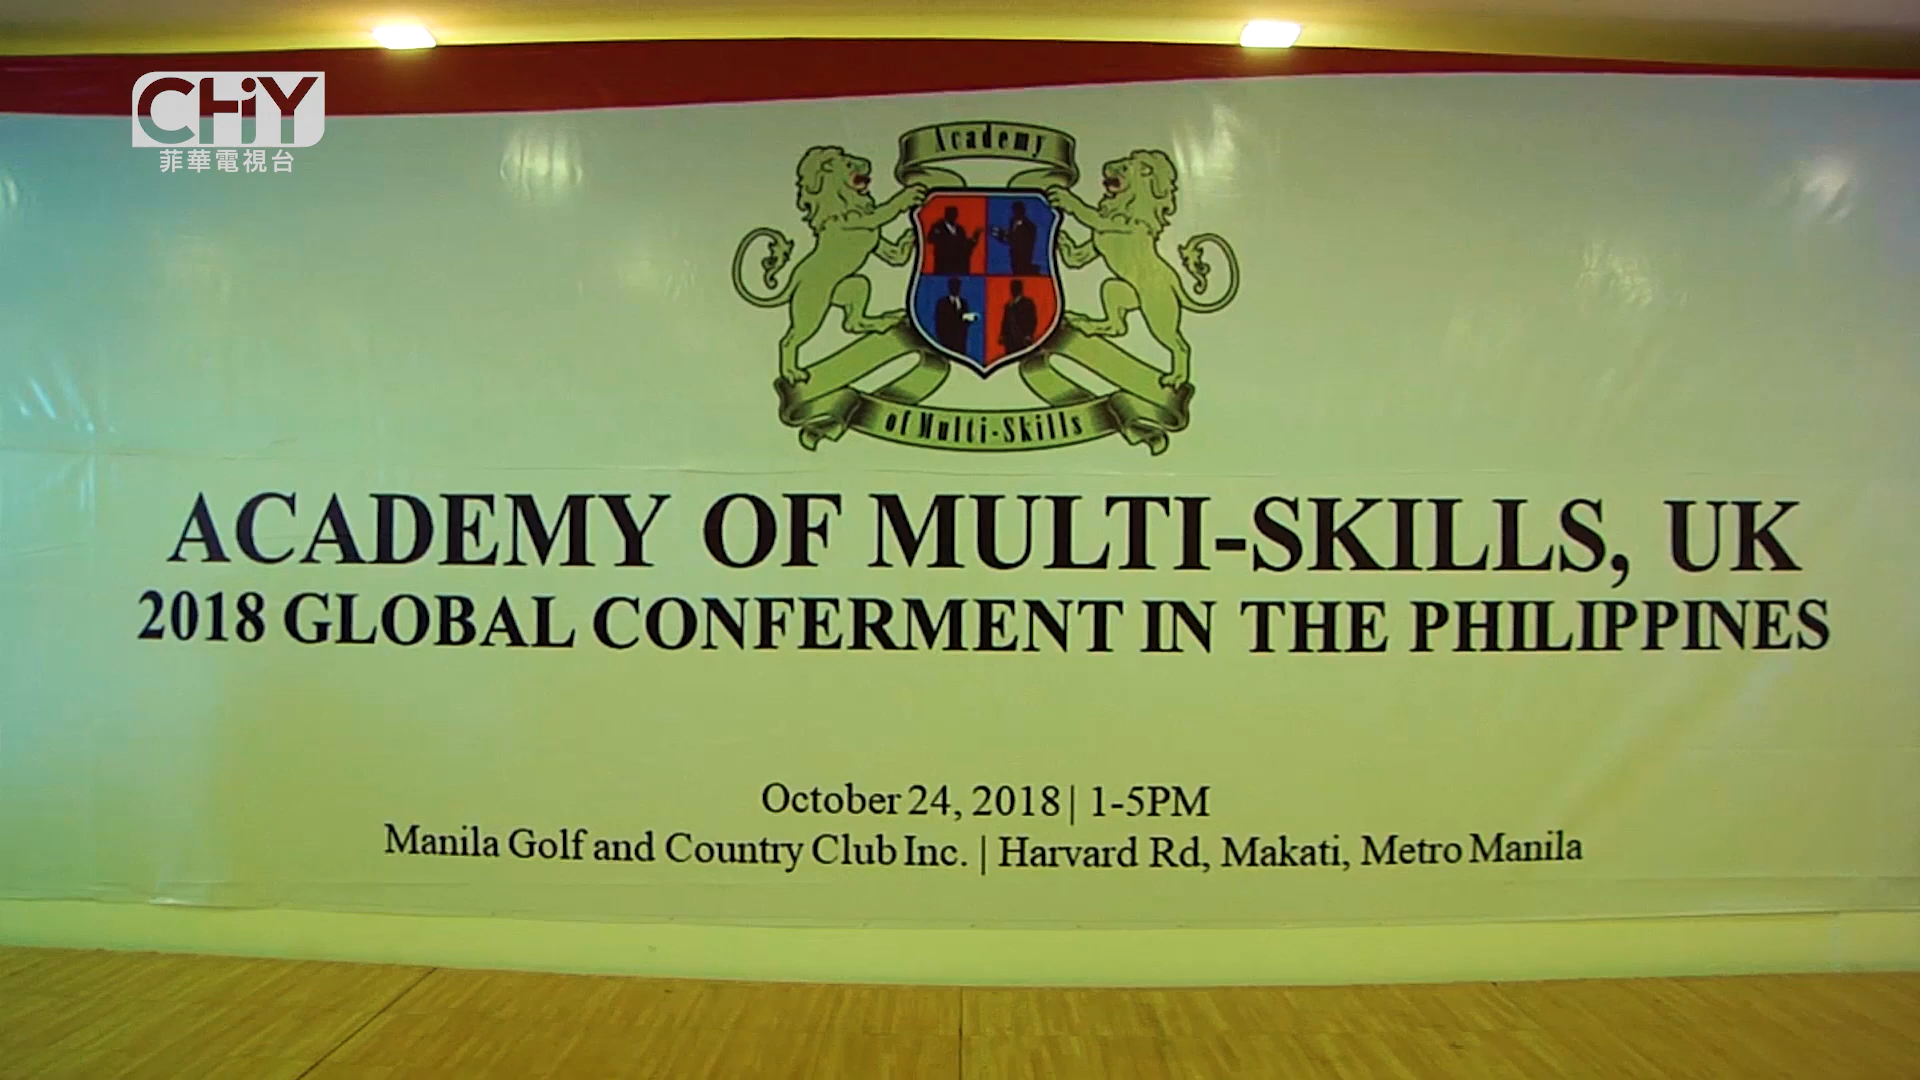 CHiY
菲華電視台
Academy
of Multi-Skills
ACADEMY OF MULTI-SKILLS, UK
2018 GLOBAL CONFERMENT IN THE PHILIPPINES
October 24, 2018 | 1-5PM
Manila Golf and Country Club Inc. | Harvard Rd, Makati, Metro Manila